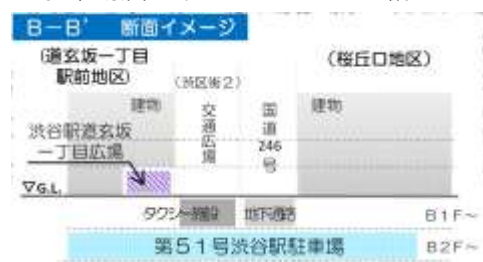 B-B' 断面イメージ
(道玄坂一丁目
駅前地区)
(渋区街2)
(桜丘口地区)
建物
交通広場
国道246号
建物
渋谷駅道玄坂
一丁目広場
▽G.L.
タクシー施設
地下通路
B1F~
第51号渋谷駅駐車場
B2F~